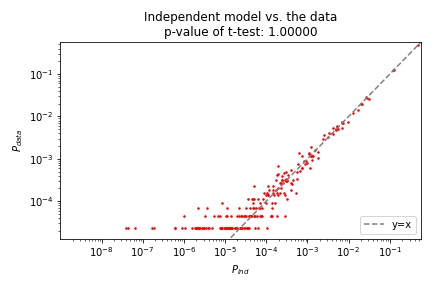 Independent model vs. the data
p-value of t-test: 1.00000
P_data
10⁻¹
10⁻²
10⁻³
10⁻⁴
y=x
10⁻⁸ 10⁻⁷ 10⁻⁶ 10⁻⁵ 10⁻⁴ 10⁻³ 10⁻² 10⁻¹
P_ind